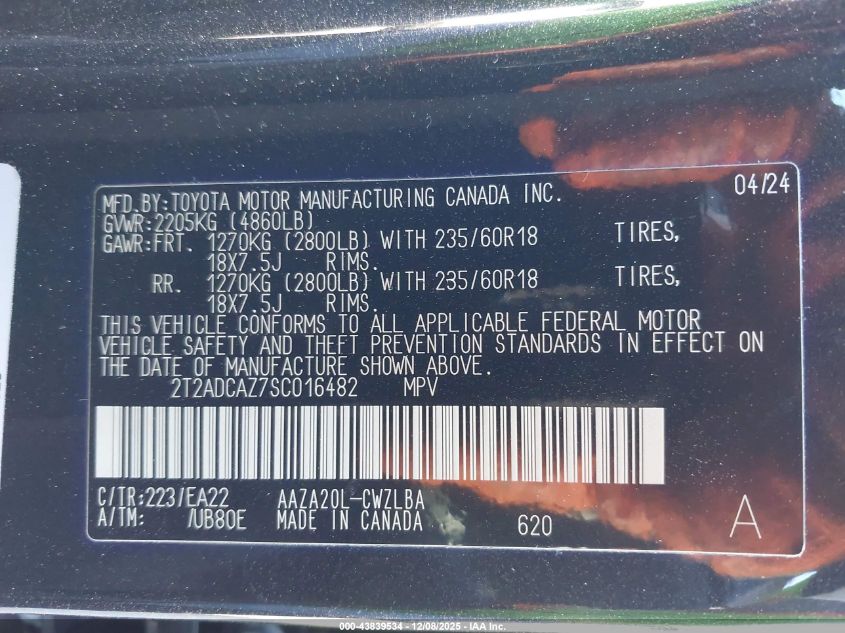 04/24
MFD. BY:TOYOTA MOTOR MANUFACTURING CANADA INC.
GVWR:2205KG (4860LB)
GAWR:FRT. 1270KG (2800LB) WITH 235/60R18 TIRES,
18X7.5J RIMS.
RR. 1270KG (2800LB) WITH 235/60R18 TIRES,
18X7.5J RIMS.
THIS VEHICLE CONFORMS TO ALL APPLICABLE FEDERAL MOTOR
VEHICLE SAFETY AND THEFT PREVENTION STANDARDS IN EFFECT ON
THE DATE OF MANUFACTURE SHOWN ABOVE.
2T2ADCAZ7SC016482 MPV
C/TR:223/EA22 AAZA20L-CWZLBA
A/TM: /UB80E MADE IN CANADA 620 A
000-43839534 - 12/08/2025 - IAA Inc.